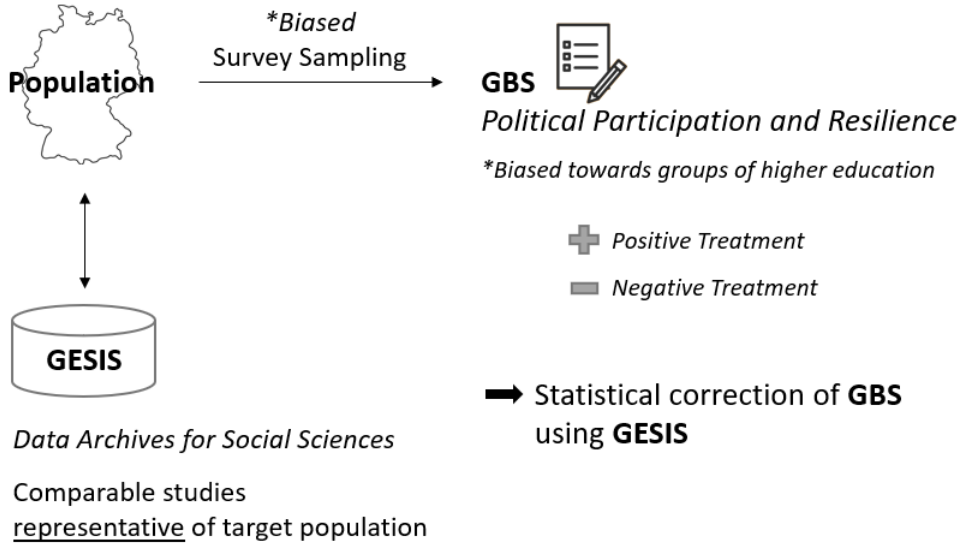 *Biased
Survey Sampling
Population
GBS
Political Participation and Resilience
*Biased towards groups of higher education
Positive Treatment
Negative Treatment
GESIS
Data Archives for Social Sciences
Comparable studies
representative of target population
Statistical correction of GBS
using GESIS